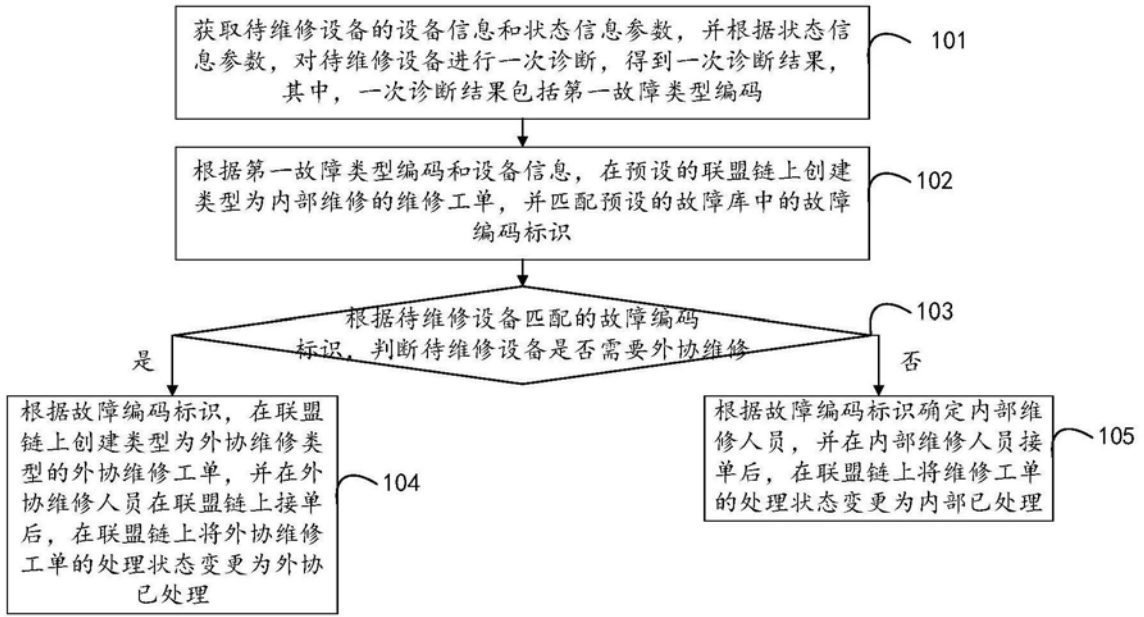 获取待维修设备的设备信息和状态信息参数，并根据状态信
息参数，对待维修设备进行一次诊断，得到一次诊断结果，
其中，一次诊断结果包括第一故障类型编码
101
根据第一故障类型编码和设备信息，在预设的联盟链上创建
类型为内部维修的维修工单，并匹配预设的故障库中的故障
编码标识
102
根据待维修设备匹配的故障编码
标识，判断待维修设备是否需要外协维修
103
是
否
根据故障编码标识，在联盟
链上创建类型为外协维修类
型的外协维修工单，并在外
协维修人员在联盟链上接单
后，在联盟链上将外协维修
工单的处理状态变更为外协
已处理
104
根据故障编码标识确定内部维
修人员，并在内部维修人员接
单后，在联盟链上将维修工单
的处理状态变更为内部已处理
105